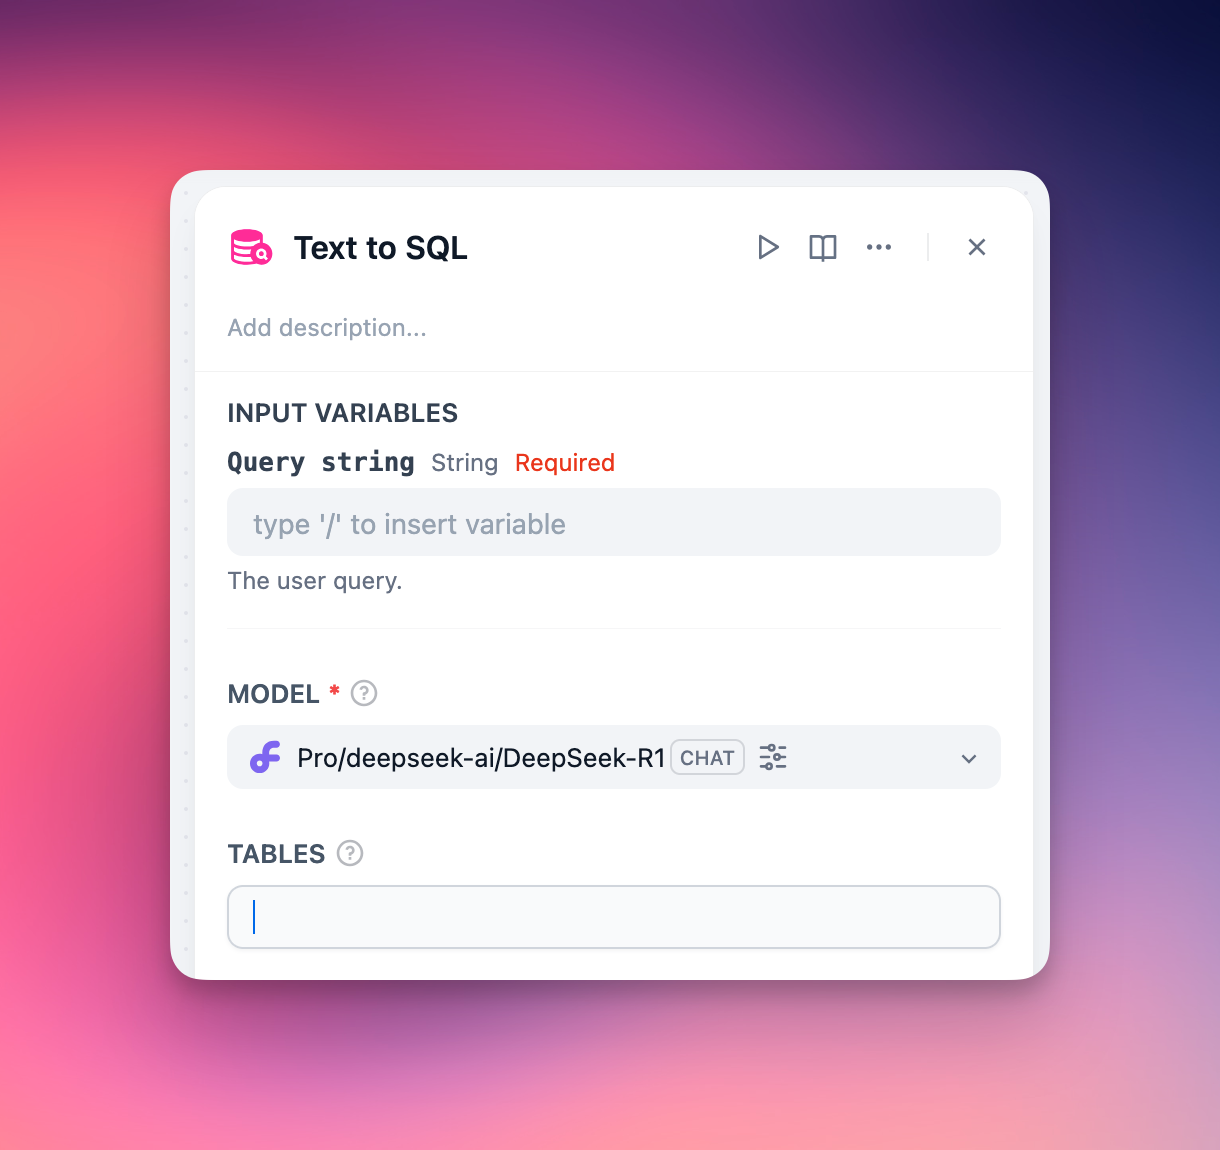 Text to SQL
Add description...
INPUT VARIABLES
Query string String Required
type '/' to insert variable
The user query.
MODEL * ?
Pro/deepseek-ai/DeepSeek-R1 CHAT
TABLES ?